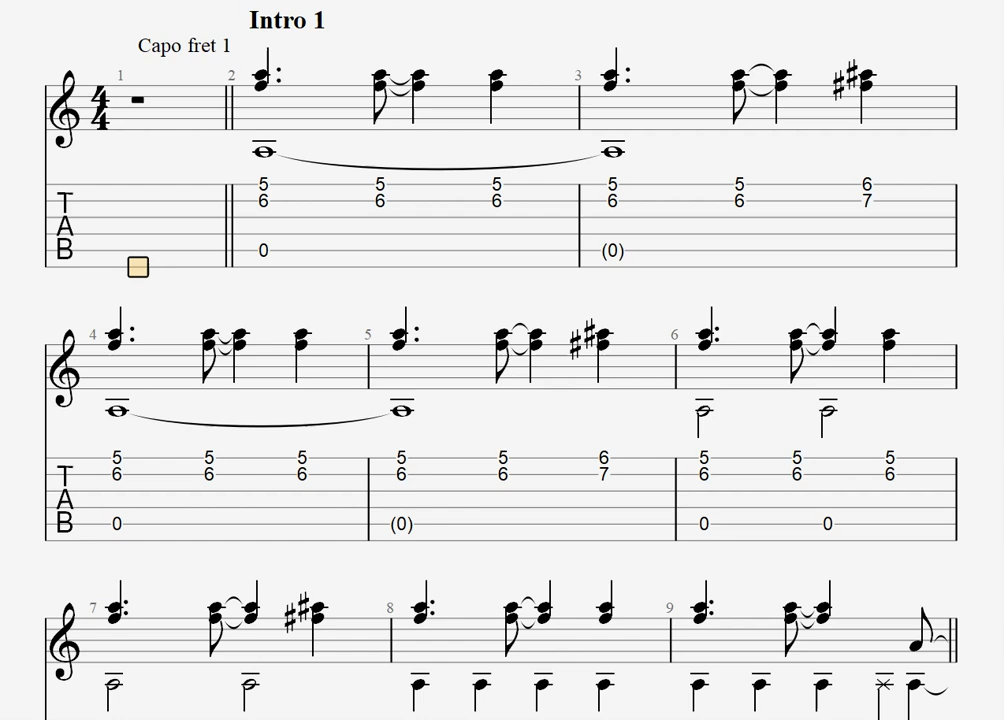 Intro 1
Capo fret 1
1 2 3
4
4
5 5 5 5 5 6
T 6 6 6 6 6 7
A
B 0 (0)
4 5 6
5 5 5 5 5 6 5 5 5
T 6 6 6 6 6 7 6 6 6
A
B 0 (0) 0 0
7 8 9